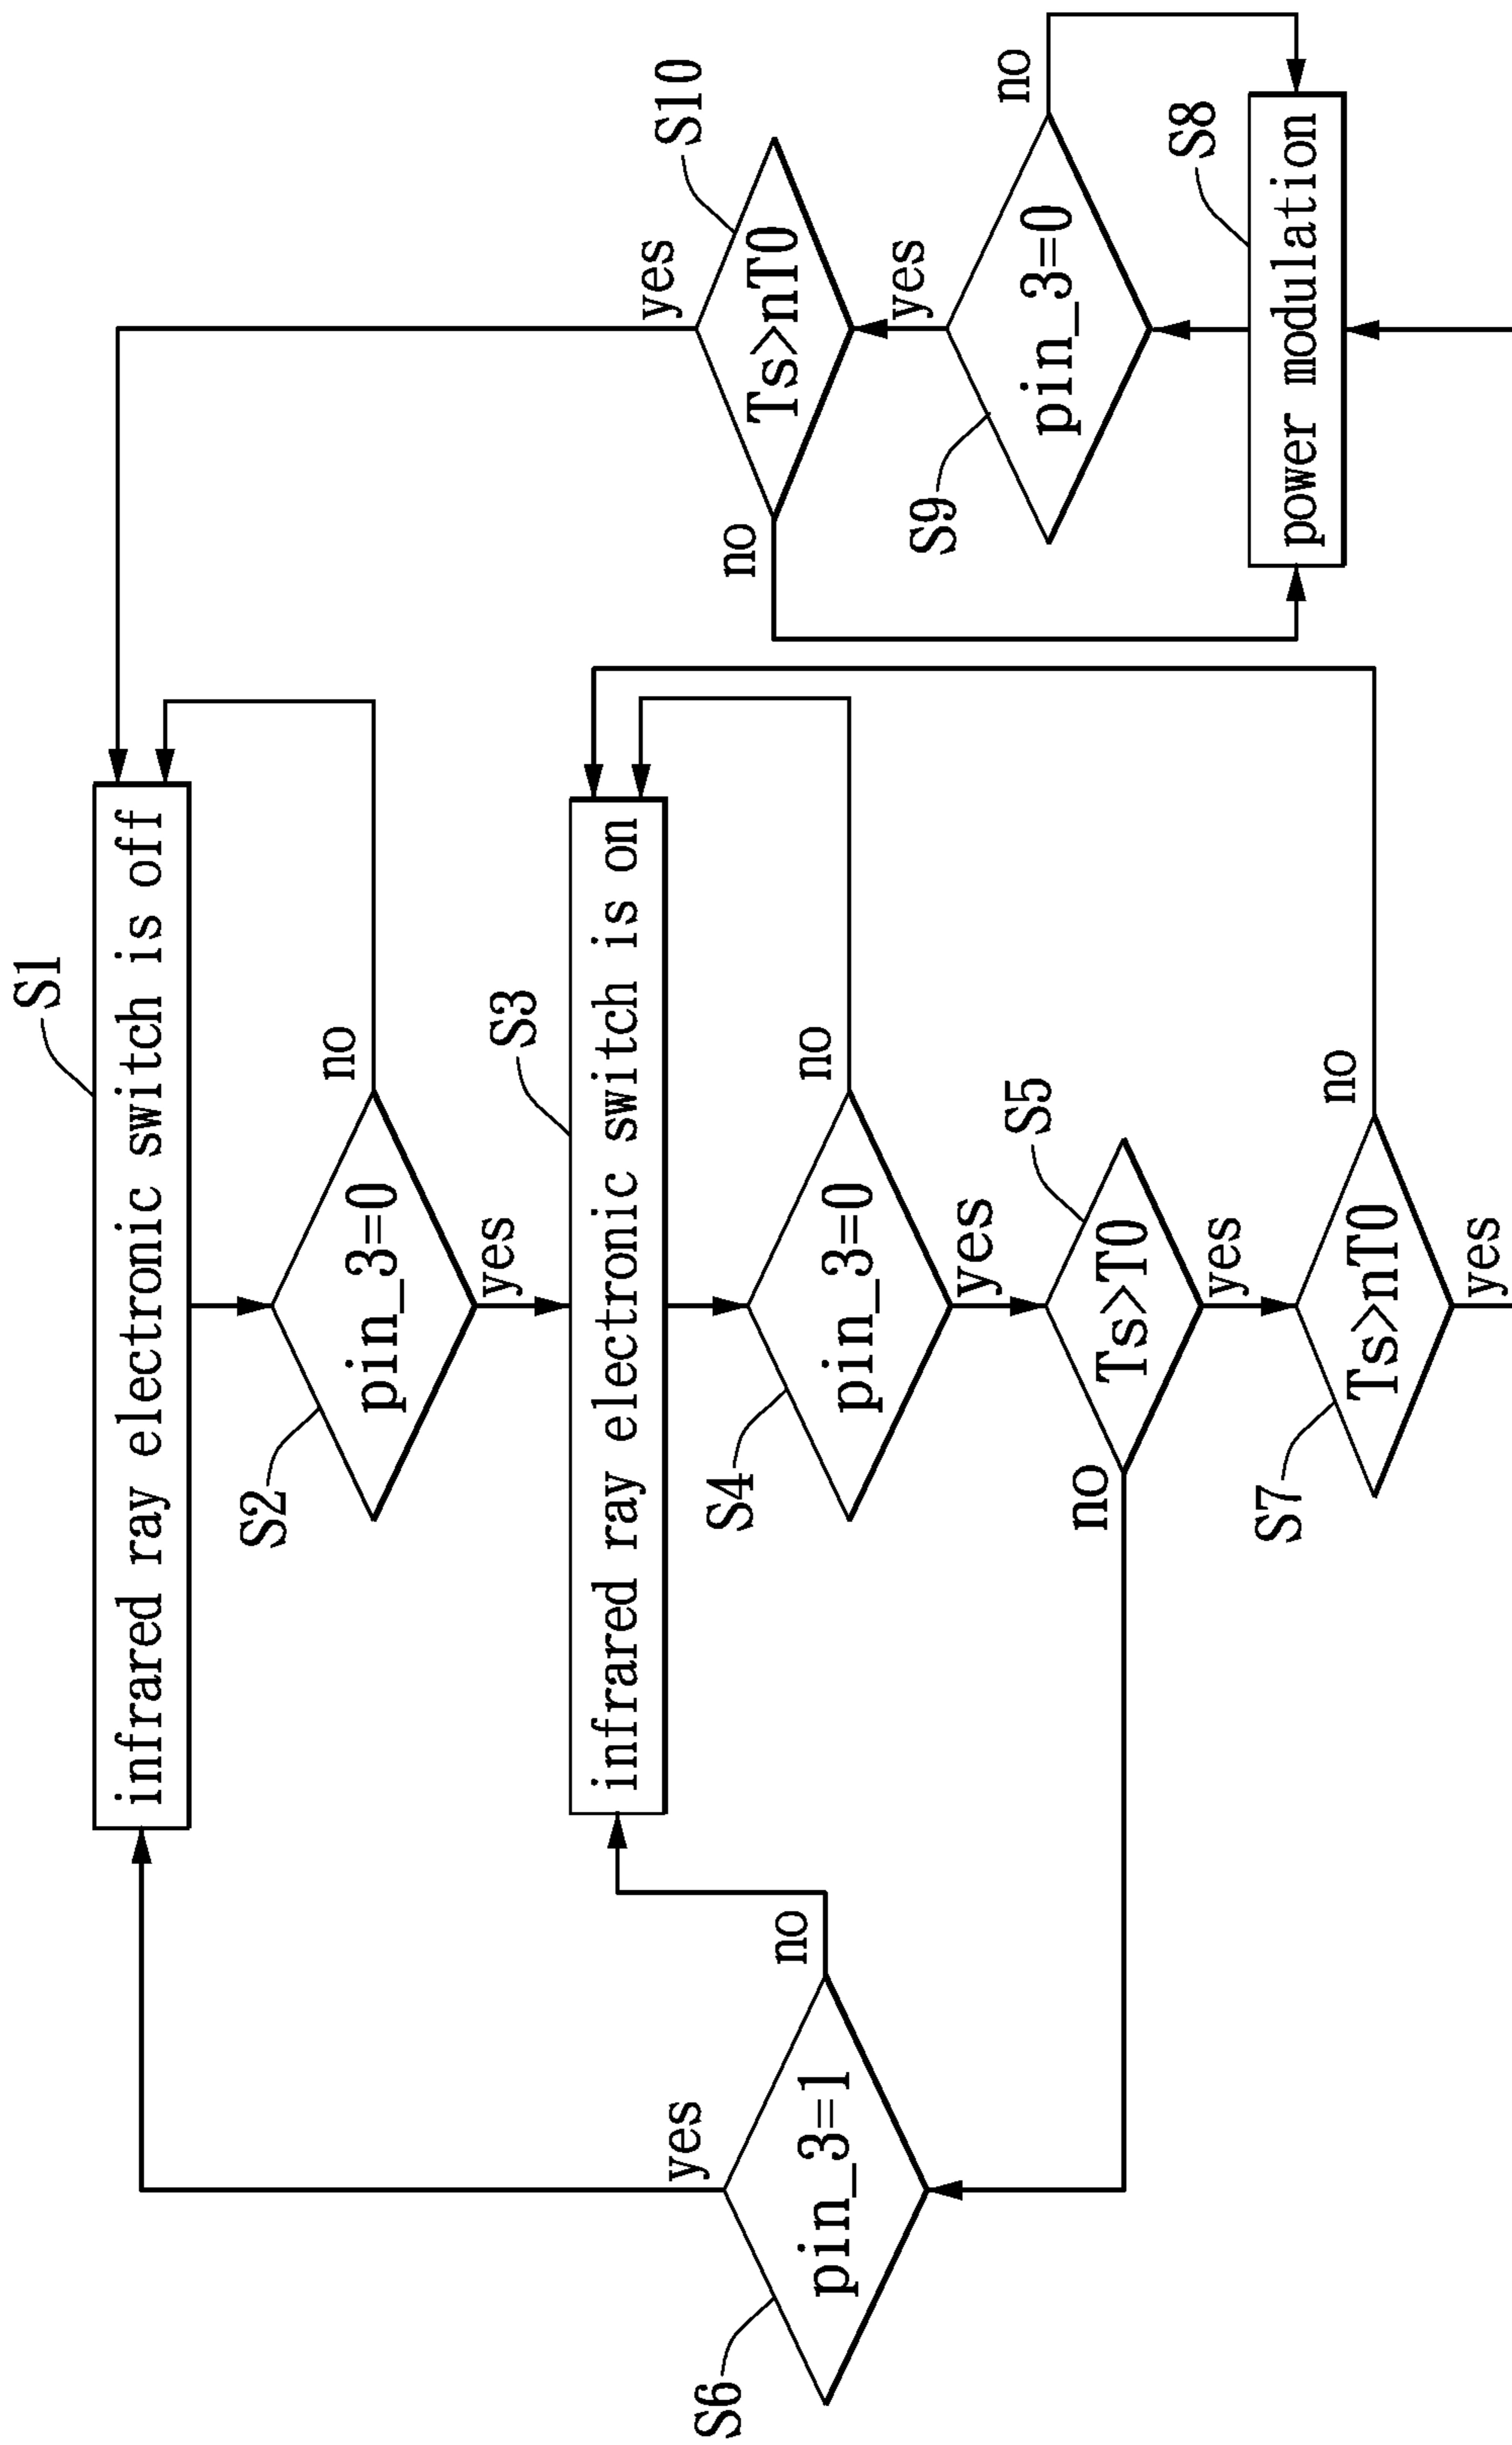 S1
infrared ray electronic switch is off
S2
pin_3=0
no
yes
S3
infrared ray electronic switch is on
S4
pin_3=0
no
yes
S5
Ts>T0
no
yes
S6
pin_3=1
yes
no
S7
Ts>nT0
no
yes
S10
Ts>nT0
yes
no
S9
pin_3=0
yes
no
S8
power modulation